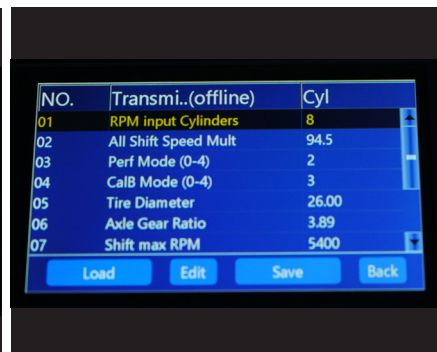 NO. Transmi..(offline) Cyl
01 RPM input Cylinders 8
02 All Shift Speed Mult 94.5
03 Perf Mode (0-4) 2
04 CalB Mode (0-4) 3
05 Tire Diameter 26.00
06 Axle Gear Ratio 3.89
07 Shift max RPM 5400
Load Edit Save Back